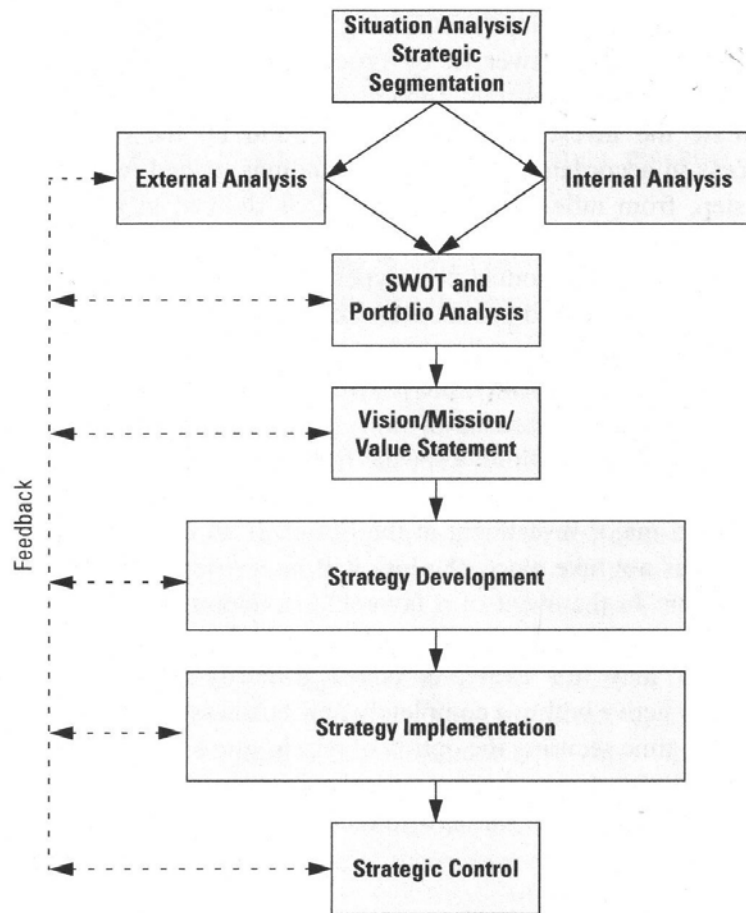 Situation Analysis/
Strategic
Segmentation
External Analysis
Internal Analysis
SWOT and
Portfolio Analysis
Vision/Mission/
Value Statement
Feedback
Strategy Development
Strategy Implementation
Strategic Control